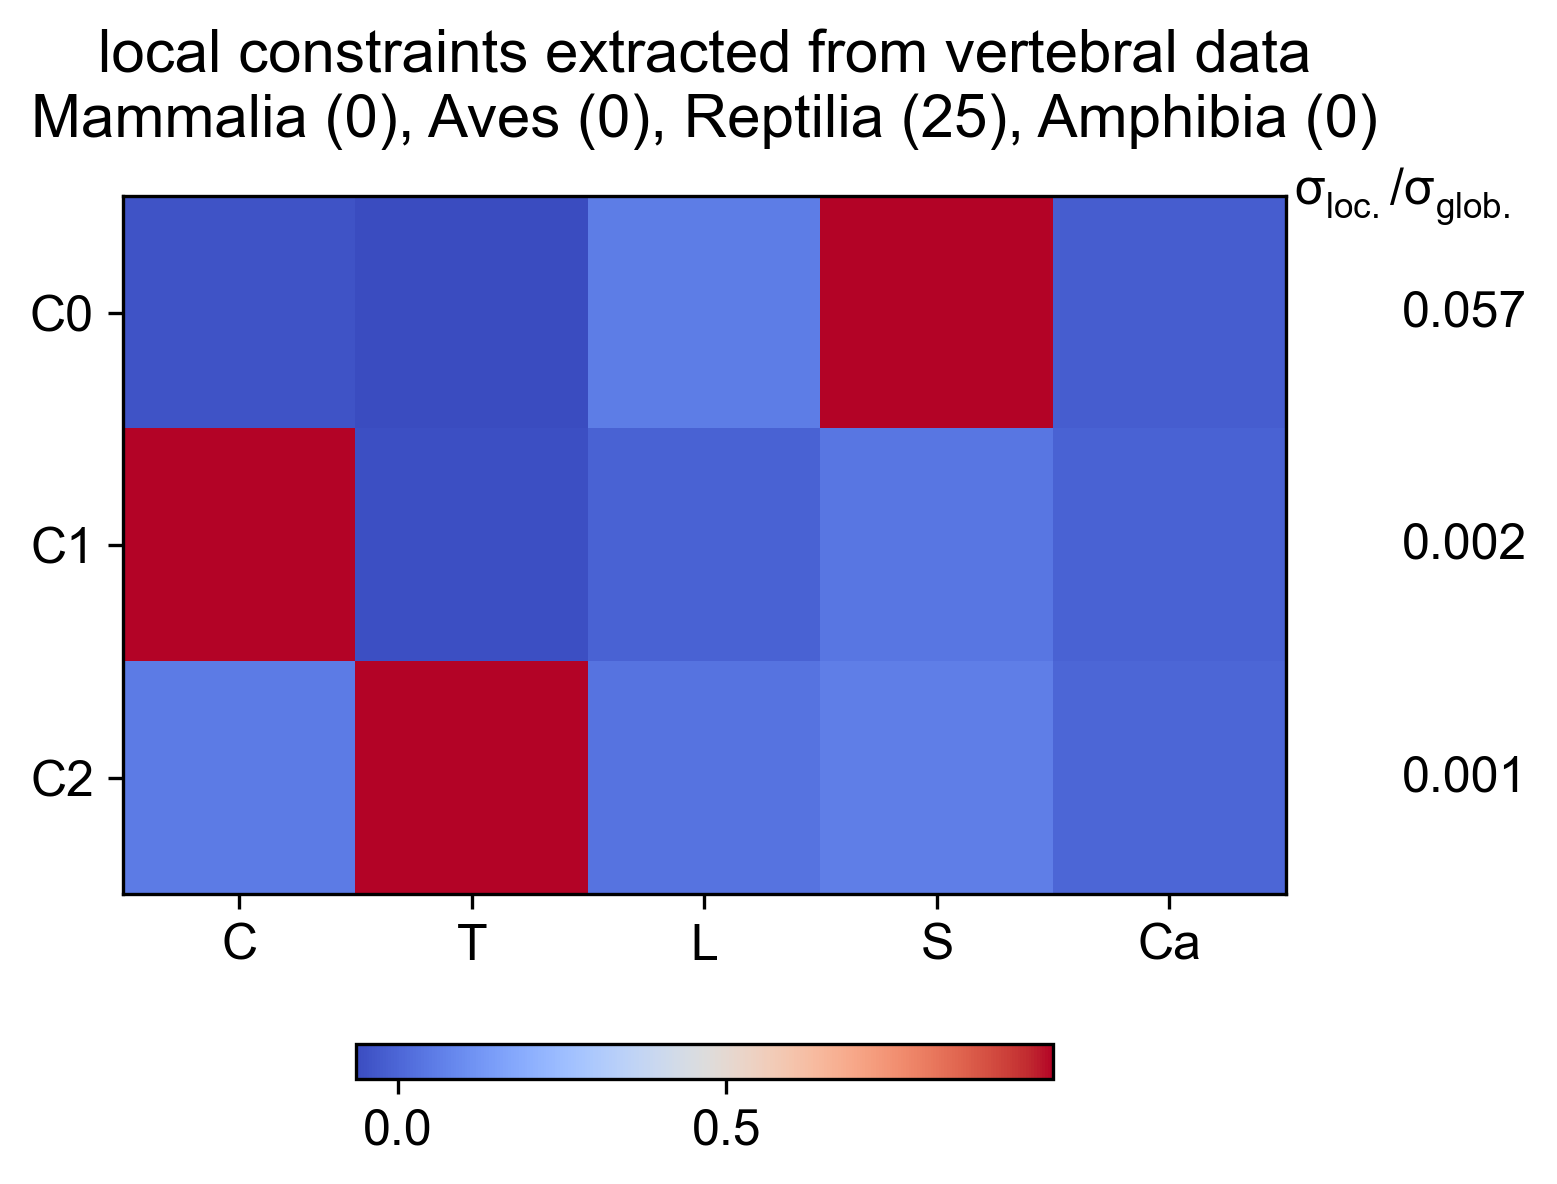 local constraints extracted from vertebral data
Mammalia (0), Aves (0), Reptilia (25), Amphibia (0)
σloc. /σglob.
C0 0.057
C1 0.002
C2 0.001
C T L S Ca
0.0 0.5